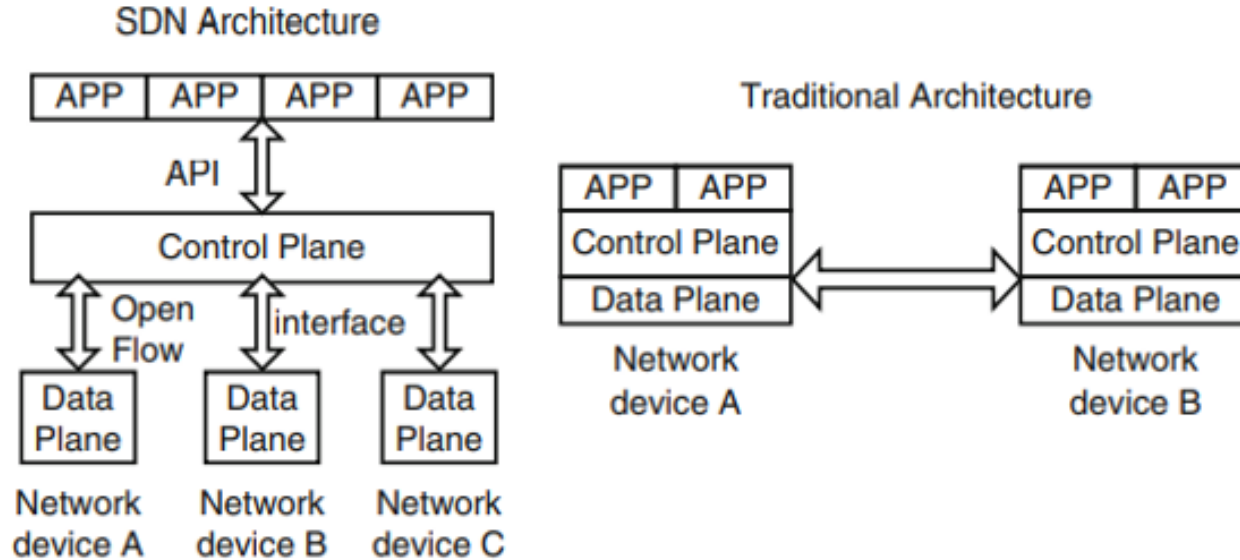 SDN Architecture
APP APP APP APP
API
Control Plane
Open
Flow
interface
Data
Plane
Data
Plane
Data
Plane
Network
device A
Network
device B
Network
device C
Traditional Architecture
APP APP
Control Plane
Data Plane
Network
device A
APP APP
Control Plane
Data Plane
Network
device B